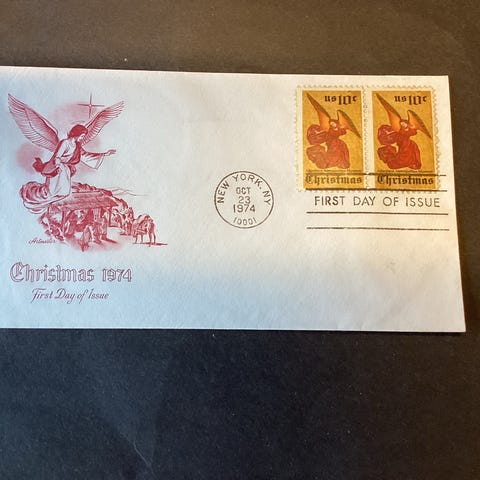 us 10c
Christmas
us 10c
Christmas
NEW YORK, NY
OCT
23
1974
10001
FIRST DAY OF ISSUE
Artmaster
Christmas 1974
First Day of Issue